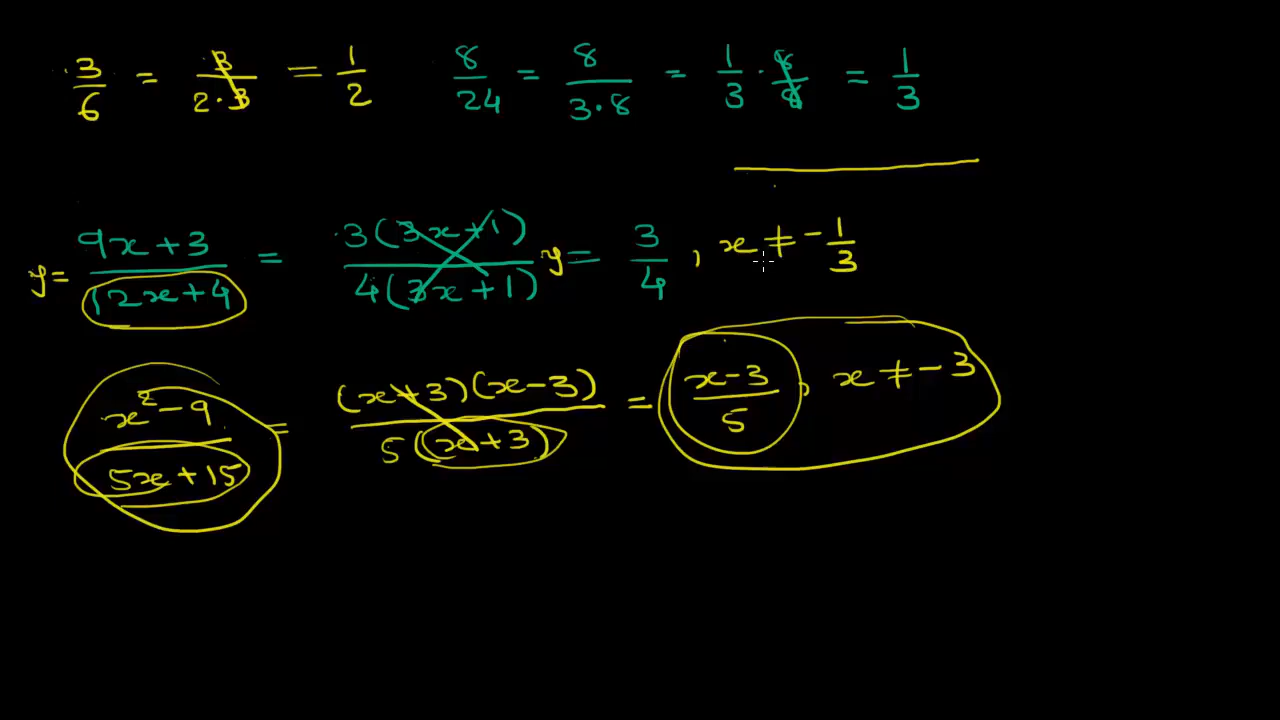 3/6 = 3/(2·3) = 1/2   8/24 = 8/(3·8) = 1/3 · 8/8 = 1/3
y = (9x+3)/(12x+4) = 3(3x+1)/4(3x+1) y = 3/4 , x ≠ -1/3
(x²-9)/(5x+15) = (x+3)(x-3)/5(x+3) = (x-3)/5 , x ≠ -3